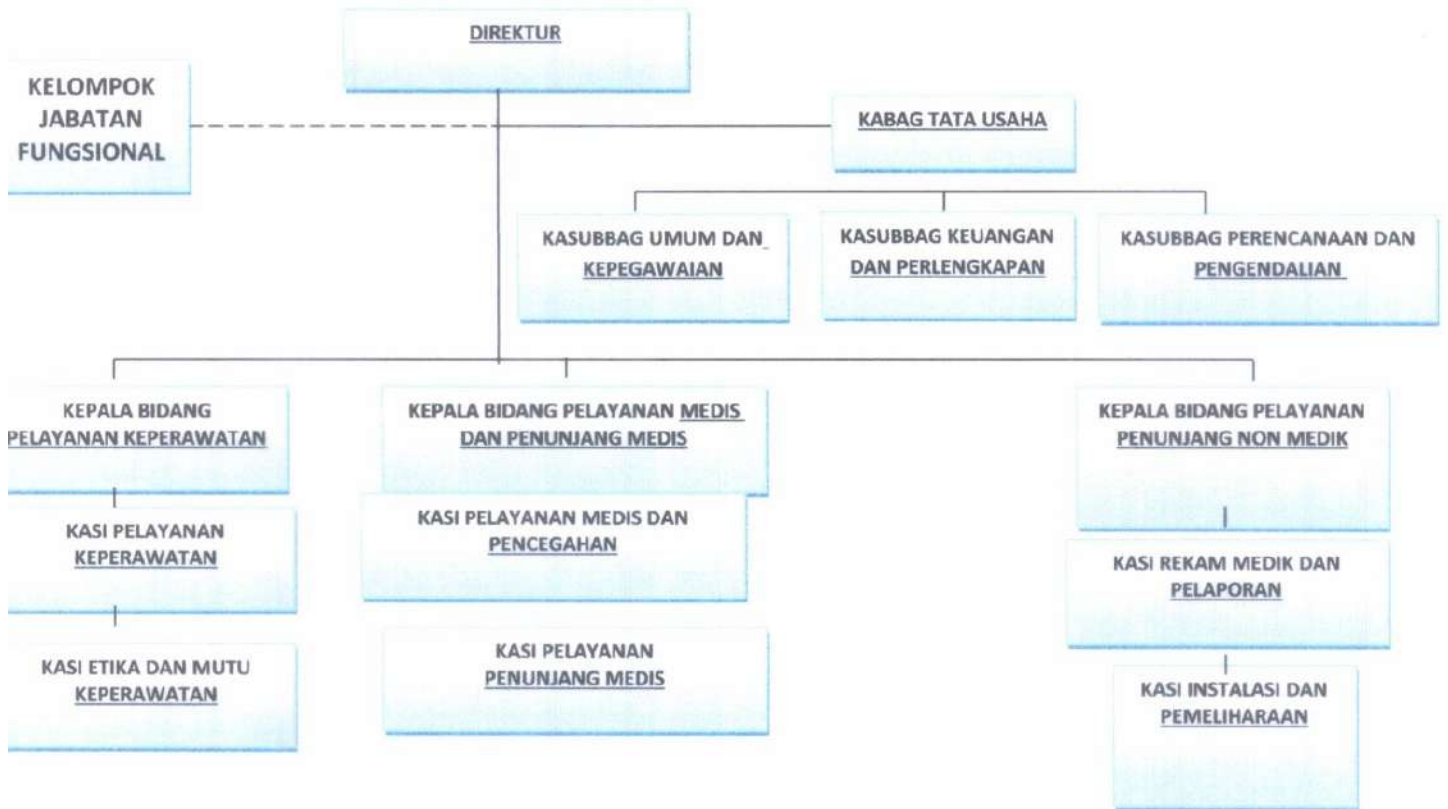 DIREKTUR
KELOMPOK
JABATAN
FUNGSIONAL
KABAG TATA USAHA
KASUBBAG UMUM DAN
KEPEGAWAIAN
KASUBBAG KEUANGAN
DAN PERLENGKAPAN
KASUBBAG PERENCANAAN DAN
PENGENDALIAN
KEPALA BIDANG
PELAYANAN KEPERAWATAN
KEPALA BIDANG PELAYANAN MEDIS
DAN PENUNJANG MEDIS
KEPALA BIDANG PELAYANAN
PENUNJANG NON MEDIK
KASI PELAYANAN
KEPERAWATAN
KASI PELAYANAN MEDIS DAN
PENCEGAHAN
KASI REKAM MEDIK DAN
PELAPORAN
KASI ETIKA DAN MUTU
KEPERAWATAN
KASI PELAYANAN
PENUNJANG MEDIS
KASI INSTALASI DAN
PEMELIHARAAN